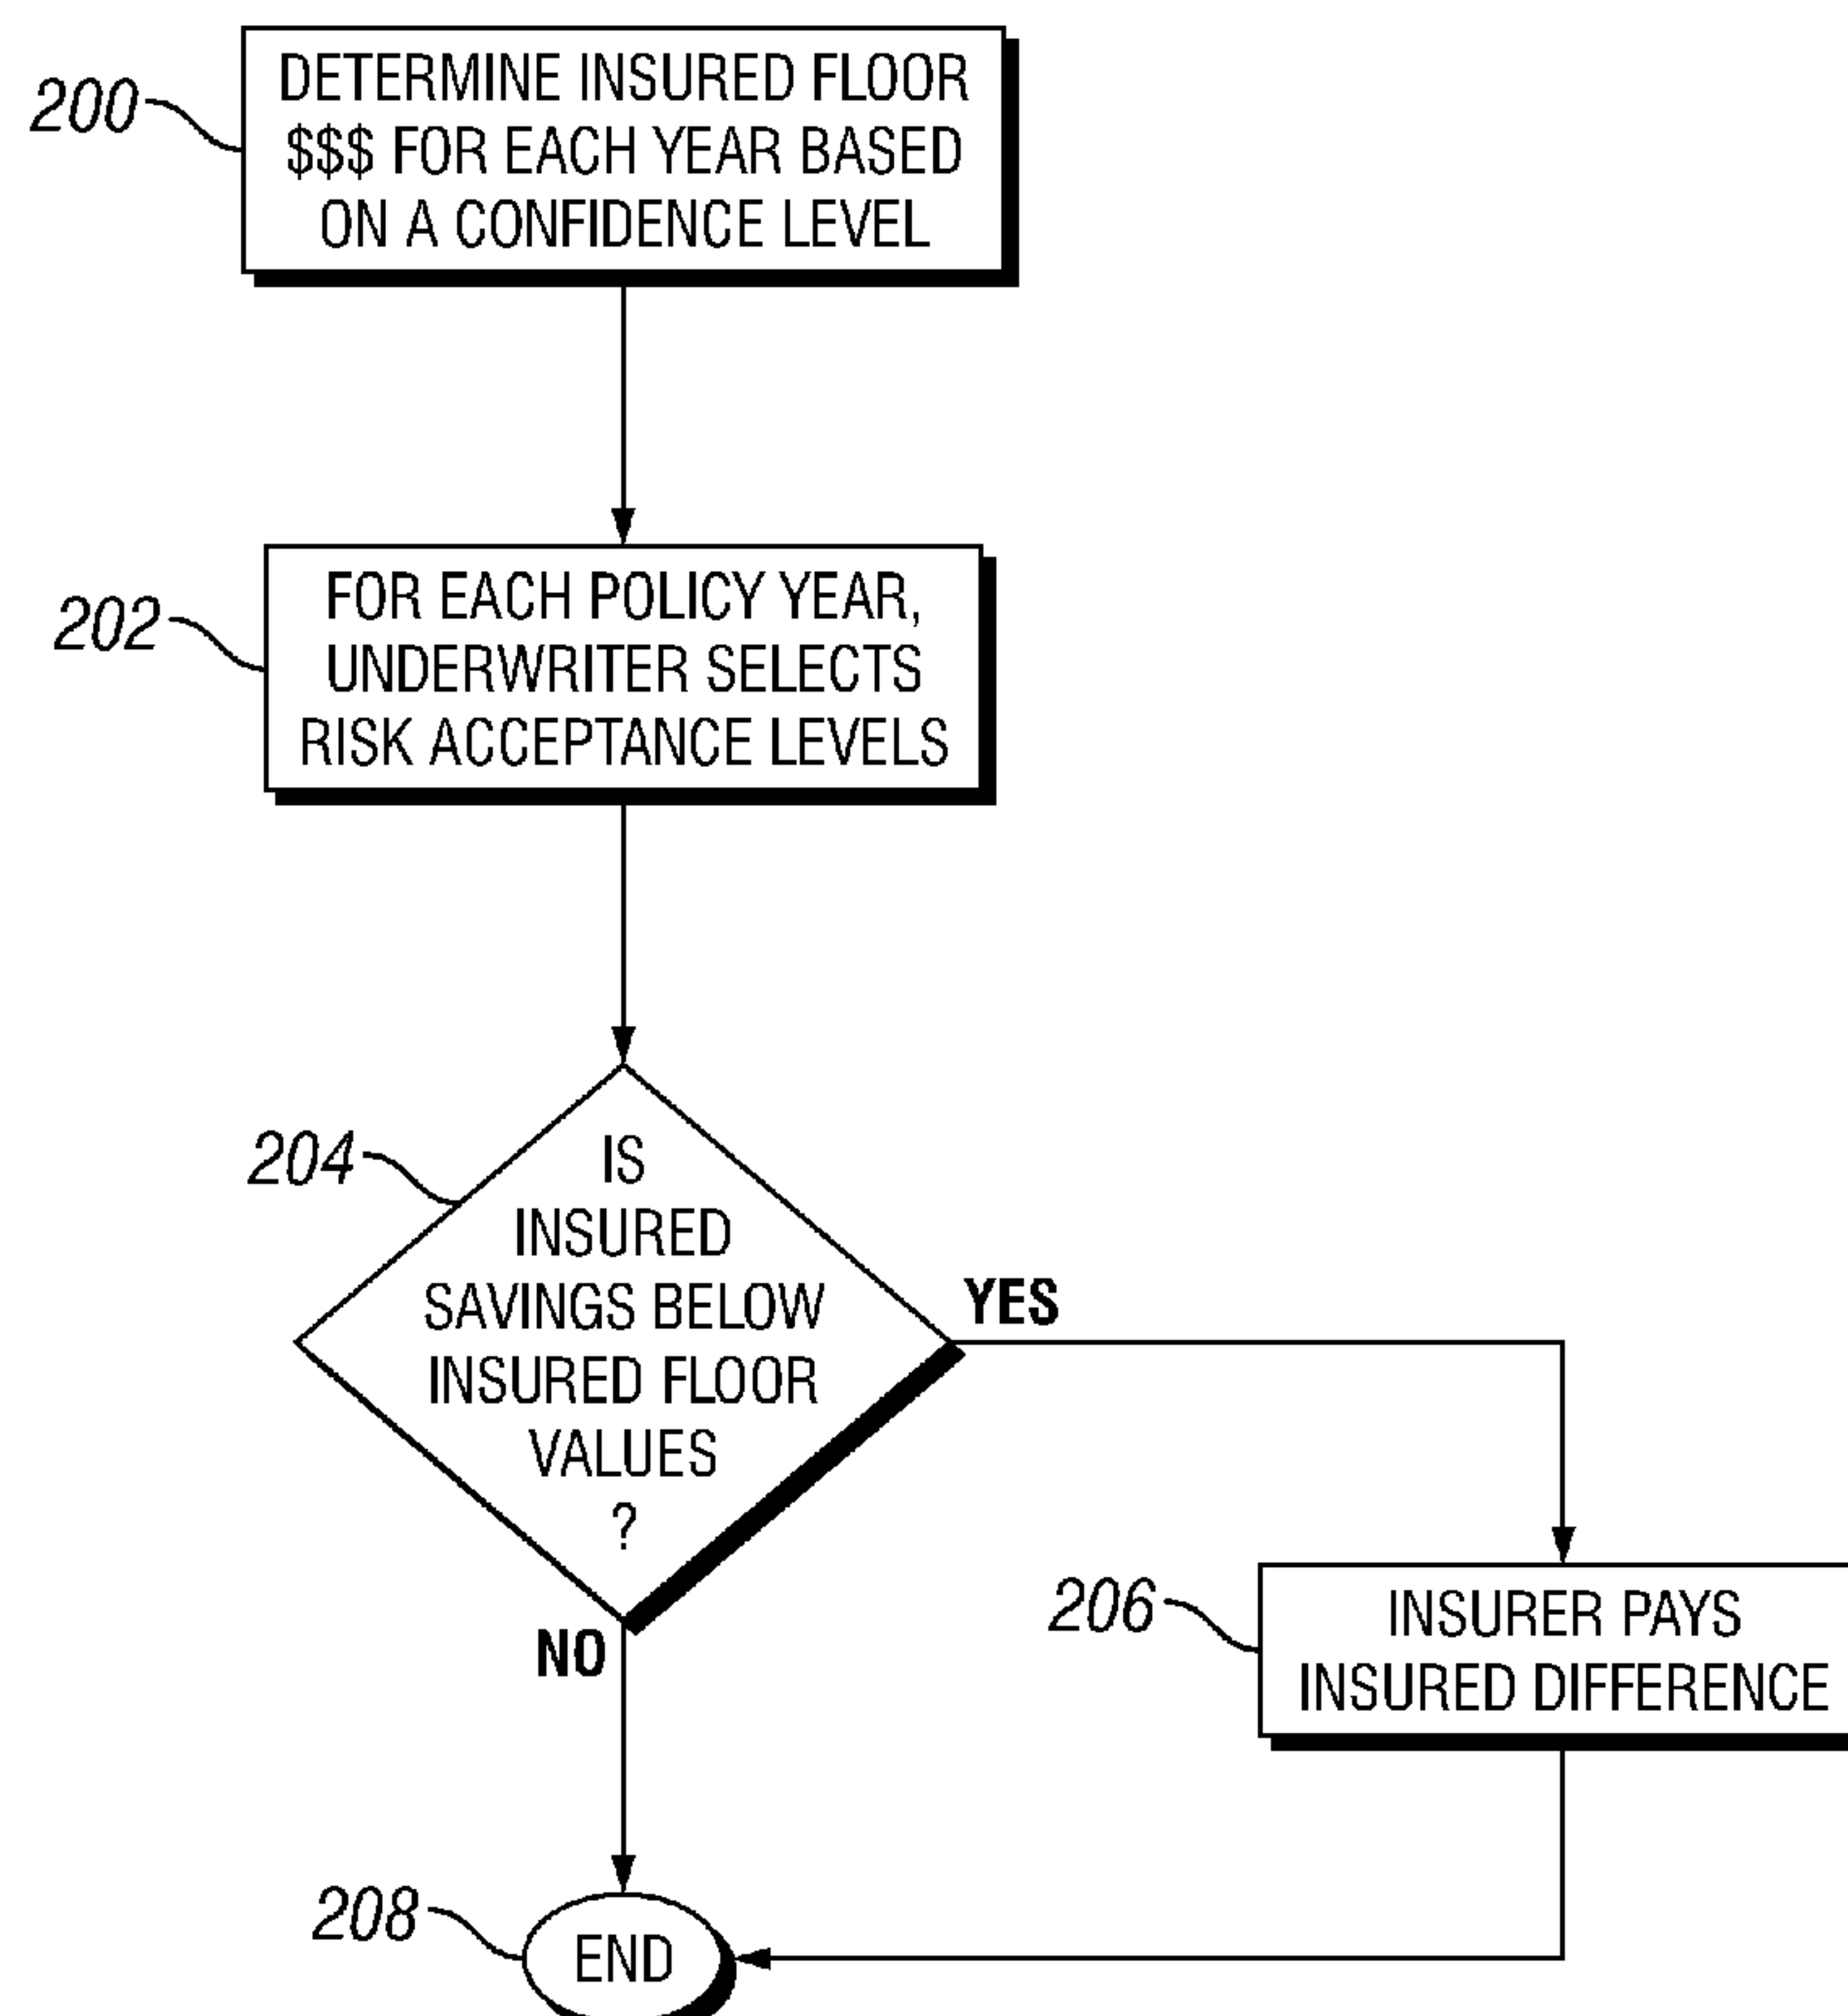 200
DETERMINE INSURED FLOOR
$$$ FOR EACH YEAR BASED
ON A CONFIDENCE LEVEL
202
FOR EACH POLICY YEAR,
UNDERWRITER SELECTS
RISK ACCEPTANCE LEVELS
204
IS
INSURED
SAVINGS BELOW
INSURED FLOOR
VALUES
?
YES
NO
206
INSURER PAYS
INSURED DIFFERENCE
208
END